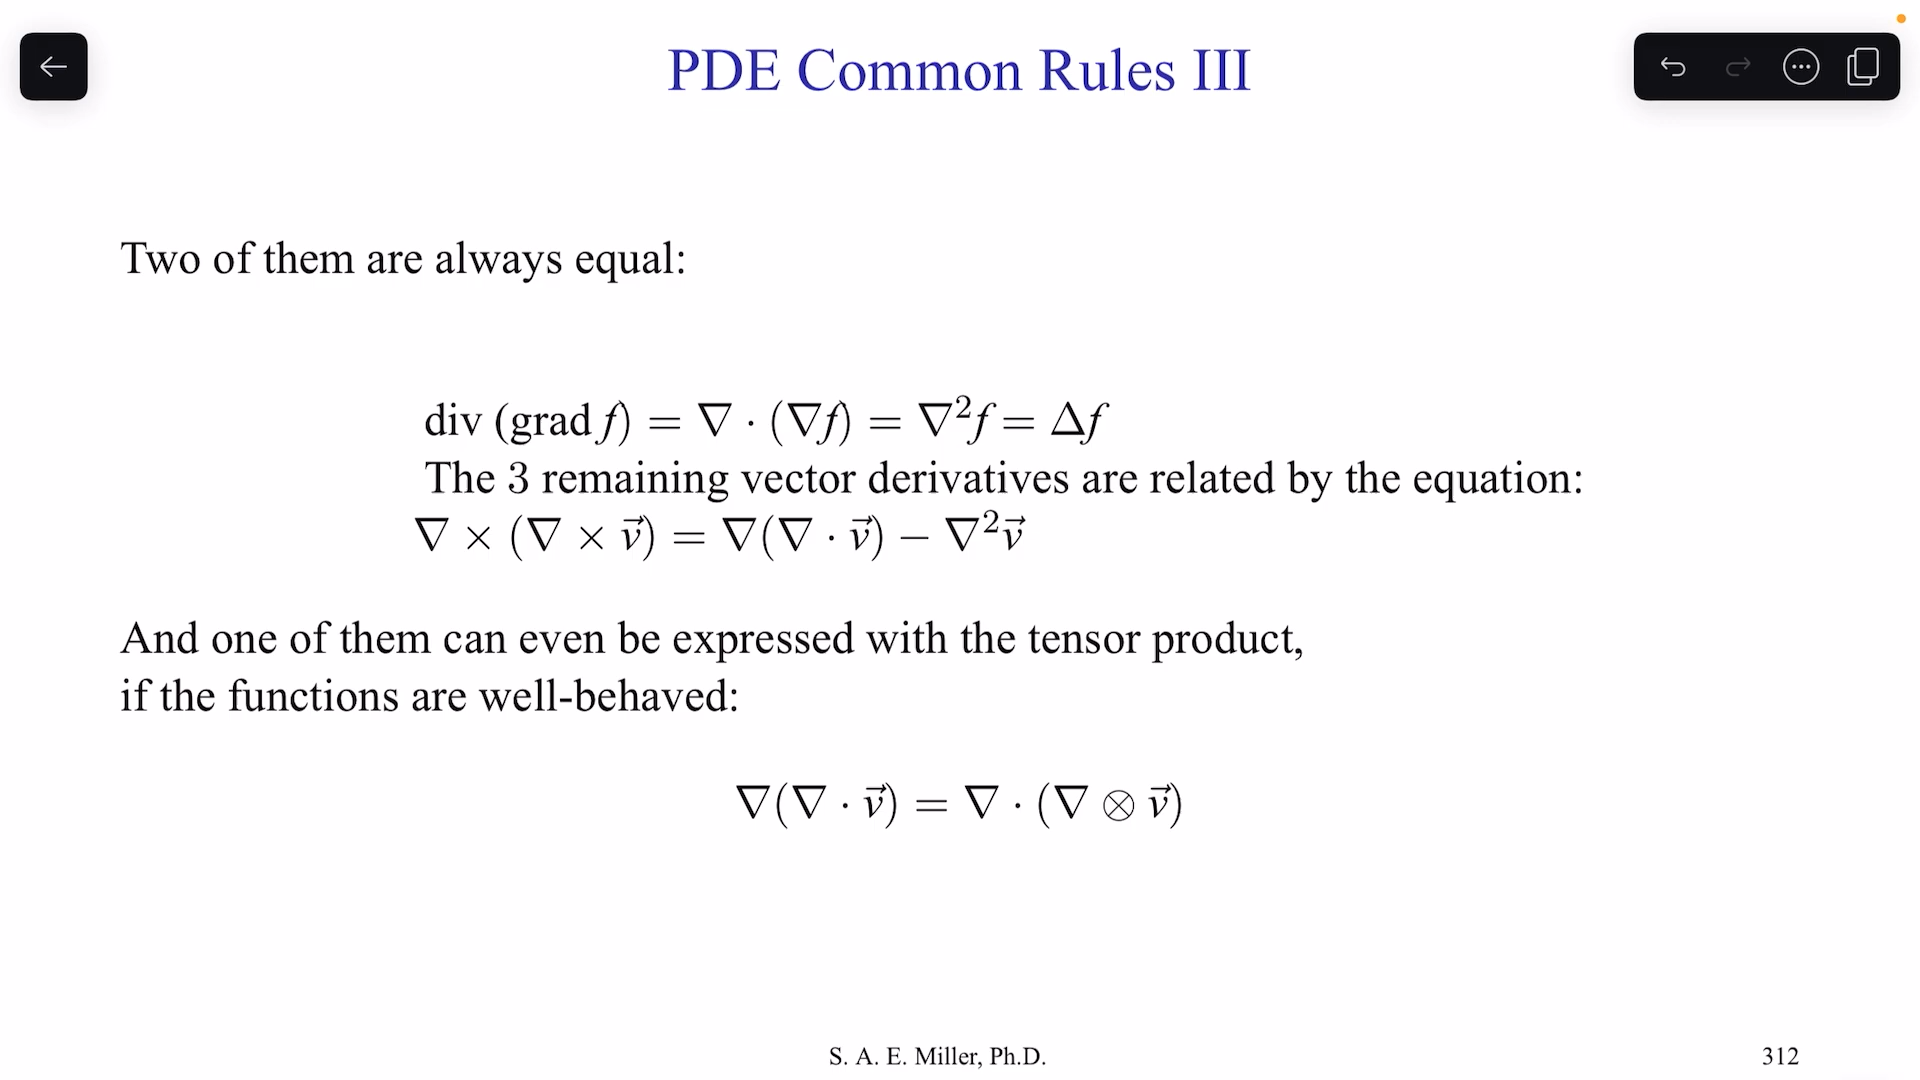 PDE Common Rules III
Two of them are always equal:
div (grad f) = ∇ · (∇f) = ∇²f = Δf
The 3 remaining vector derivatives are related by the equation:
∇ × (∇ × v⃗) = ∇(∇ · v⃗) − ∇²v⃗
And one of them can even be expressed with the tensor product,
if the functions are well-behaved:
∇(∇ · v⃗) = ∇ · (∇ ⊗ v⃗)
S. A. E. Miller, Ph.D.
312